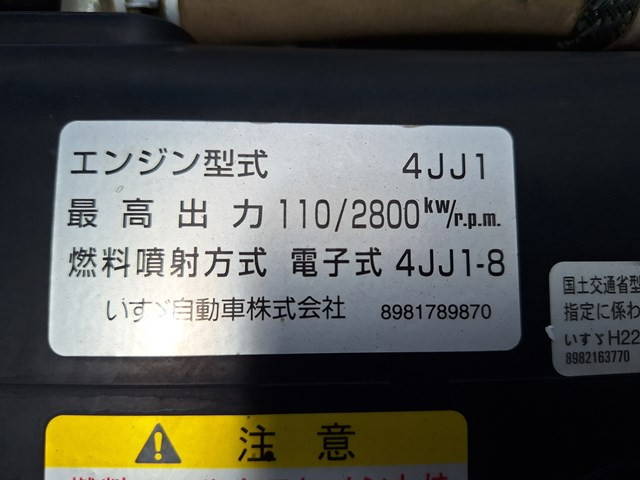 エンジン型式 4JJ1
最高出力 110/2800kW/r.p.m.
燃料噴射方式 電子式 4JJ1-8
いすゞ自動車株式会社 8981789870
国土交通省型
指定に係わ
いすゞH22
8982163770
注意